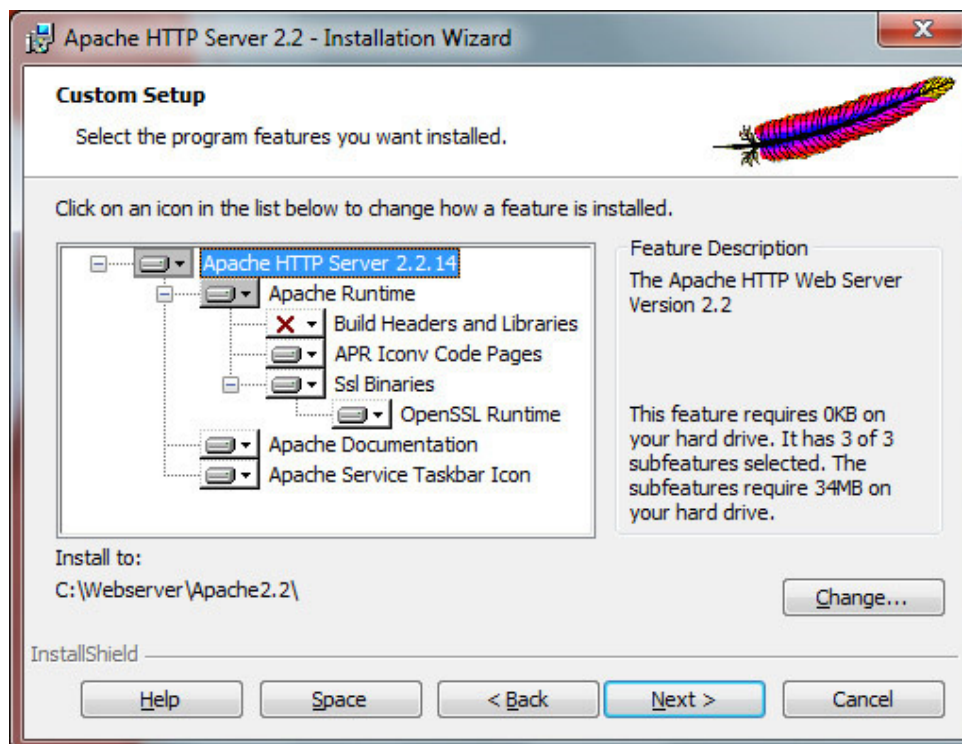 Apache HTTP Server 2.2 - Installation Wizard
Custom Setup
Select the program features you want installed.
Click on an icon in the list below to change how a feature is installed.
Apache HTTP Server 2.2.14
Apache Runtime
Build Headers and Libraries
APR Iconv Code Pages
Ssl Binaries
OpenSSL Runtime
Apache Documentation
Apache Service Taskbar Icon
Feature Description
The Apache HTTP Web Server
Version 2.2
This feature requires 0KB on
your hard drive. It has 3 of 3
subfeatures selected. The
subfeatures require 34MB on
your hard drive.
Install to:
C:\Webserver\Apache2.2\
Change...
InstallShield
Help
Space
< Back
Next >
Cancel